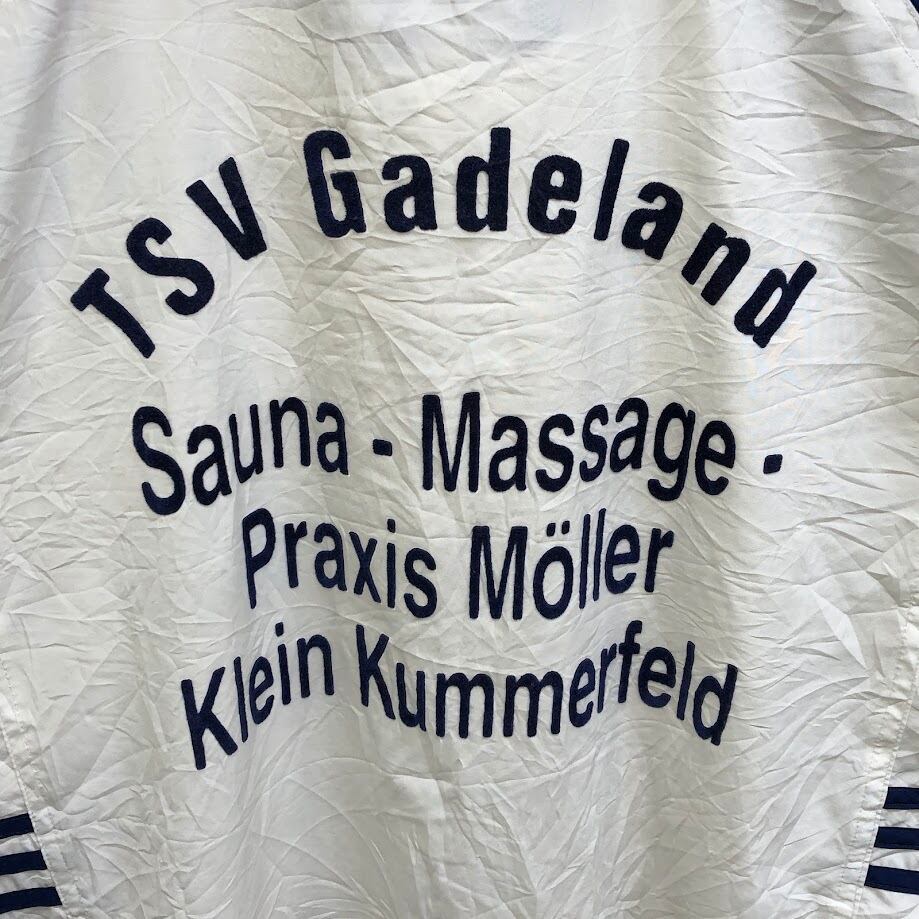 TSV Gadeland
Sauna - Massage -
Praxis Möller
Klein Kummerfeld